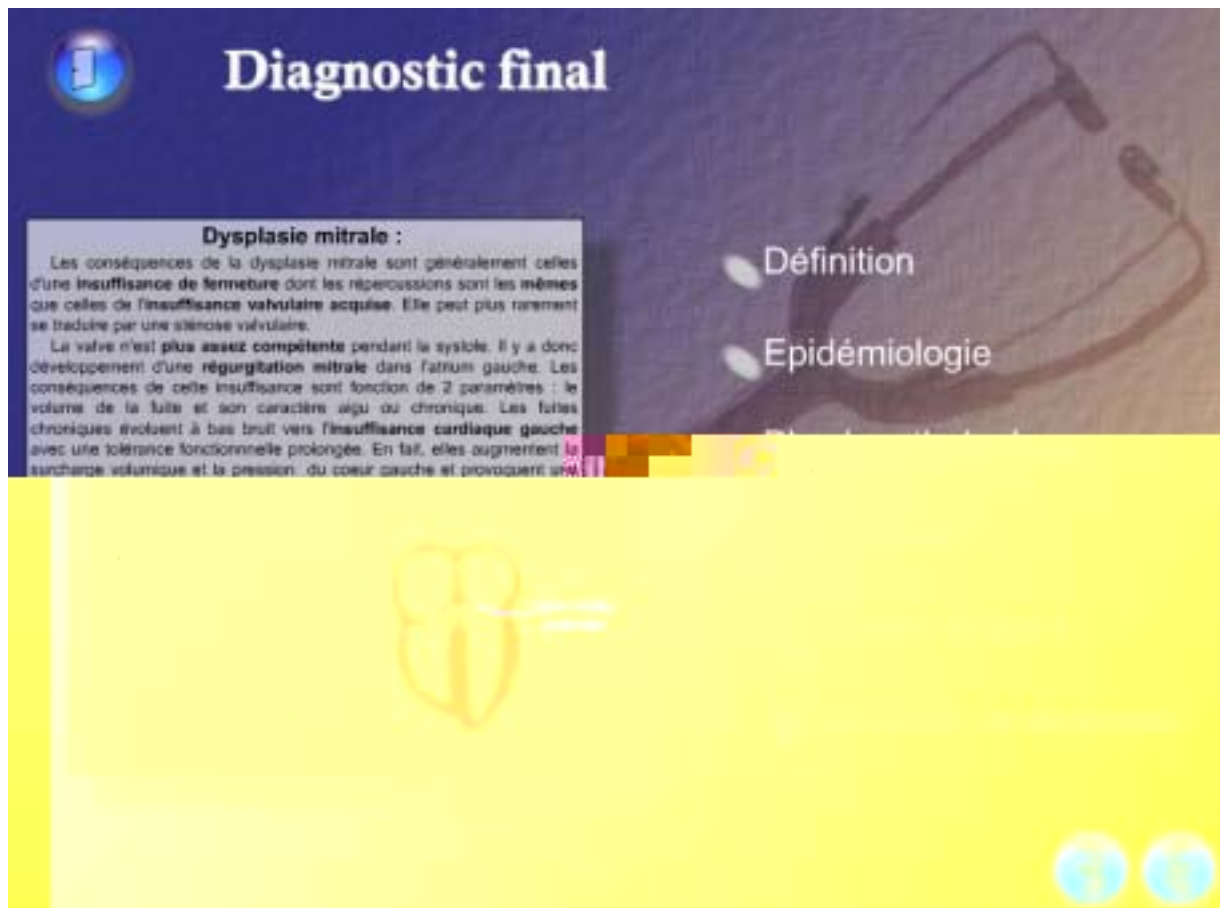 Diagnostic final
Dysplasie mitrale :
Les conséquences de la dysplasie mitrale sont généralement celles
d'une insuffisance de fermeture dont les répercussions sont les mêmes
que celles de l'insuffisance valvulaire acquise. Elle peut plus rarement
se traduire par une sténose valvulaire.
La valve n'est plus assez compétente pendant la systole. Il y a donc
développement d'une régurgitation mitrale dans l'atrium gauche. Les
conséquences de cette insuffisance sont fonction de 2 paramètres : le
volume de la fuite et son caractère aigu ou chronique. Les fuites
chroniques évoluent à bas bruit vers l'insuffisance cardiaque gauche
avec une tolérance fonctionnelle prolongée. En fait, elles augmentent la
surcharge volumique et la pression du coeur gauche et provoquent une
Définition
Epidémiologie